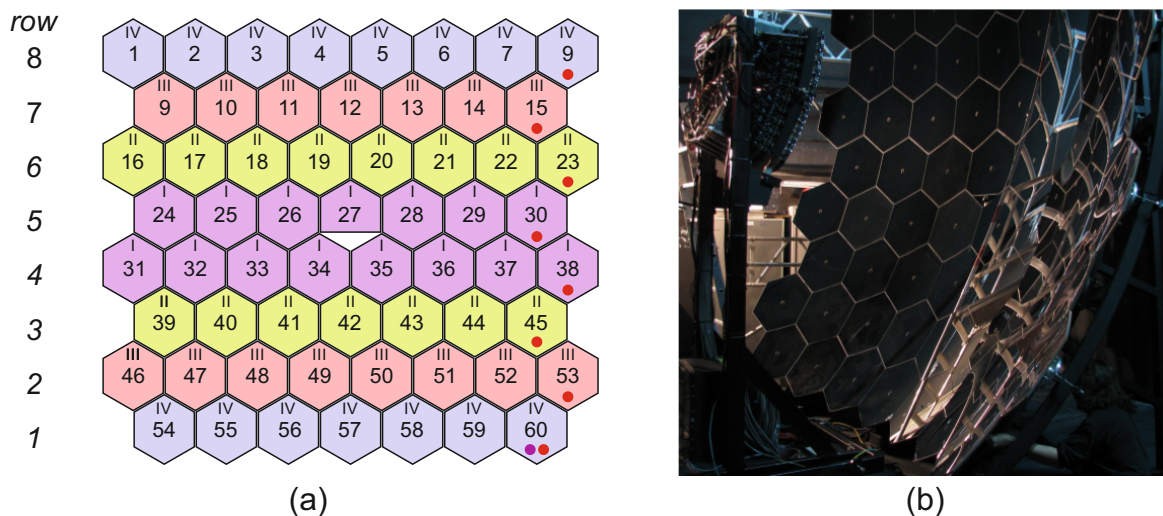 row
8
IV IV IV IV IV IV IV IV
1 2 3 4 5 6 7 9
7
III III III III III III III
9 10 11 12 13 14 15
6
II II II II II II II II
16 17 18 19 20 21 22 23
5
I I I I I I I
24 25 26 27 28 29 30
4
I I I I I I I I
31 32 33 34 35 36 37 38
3
II II II II II II II
39 40 41 42 43 44 45
2
III III III III III III III III
46 47 48 49 50 51 52 53
1
IV IV IV IV IV IV IV
54 55 56 57 58 59 60
(a) (b)